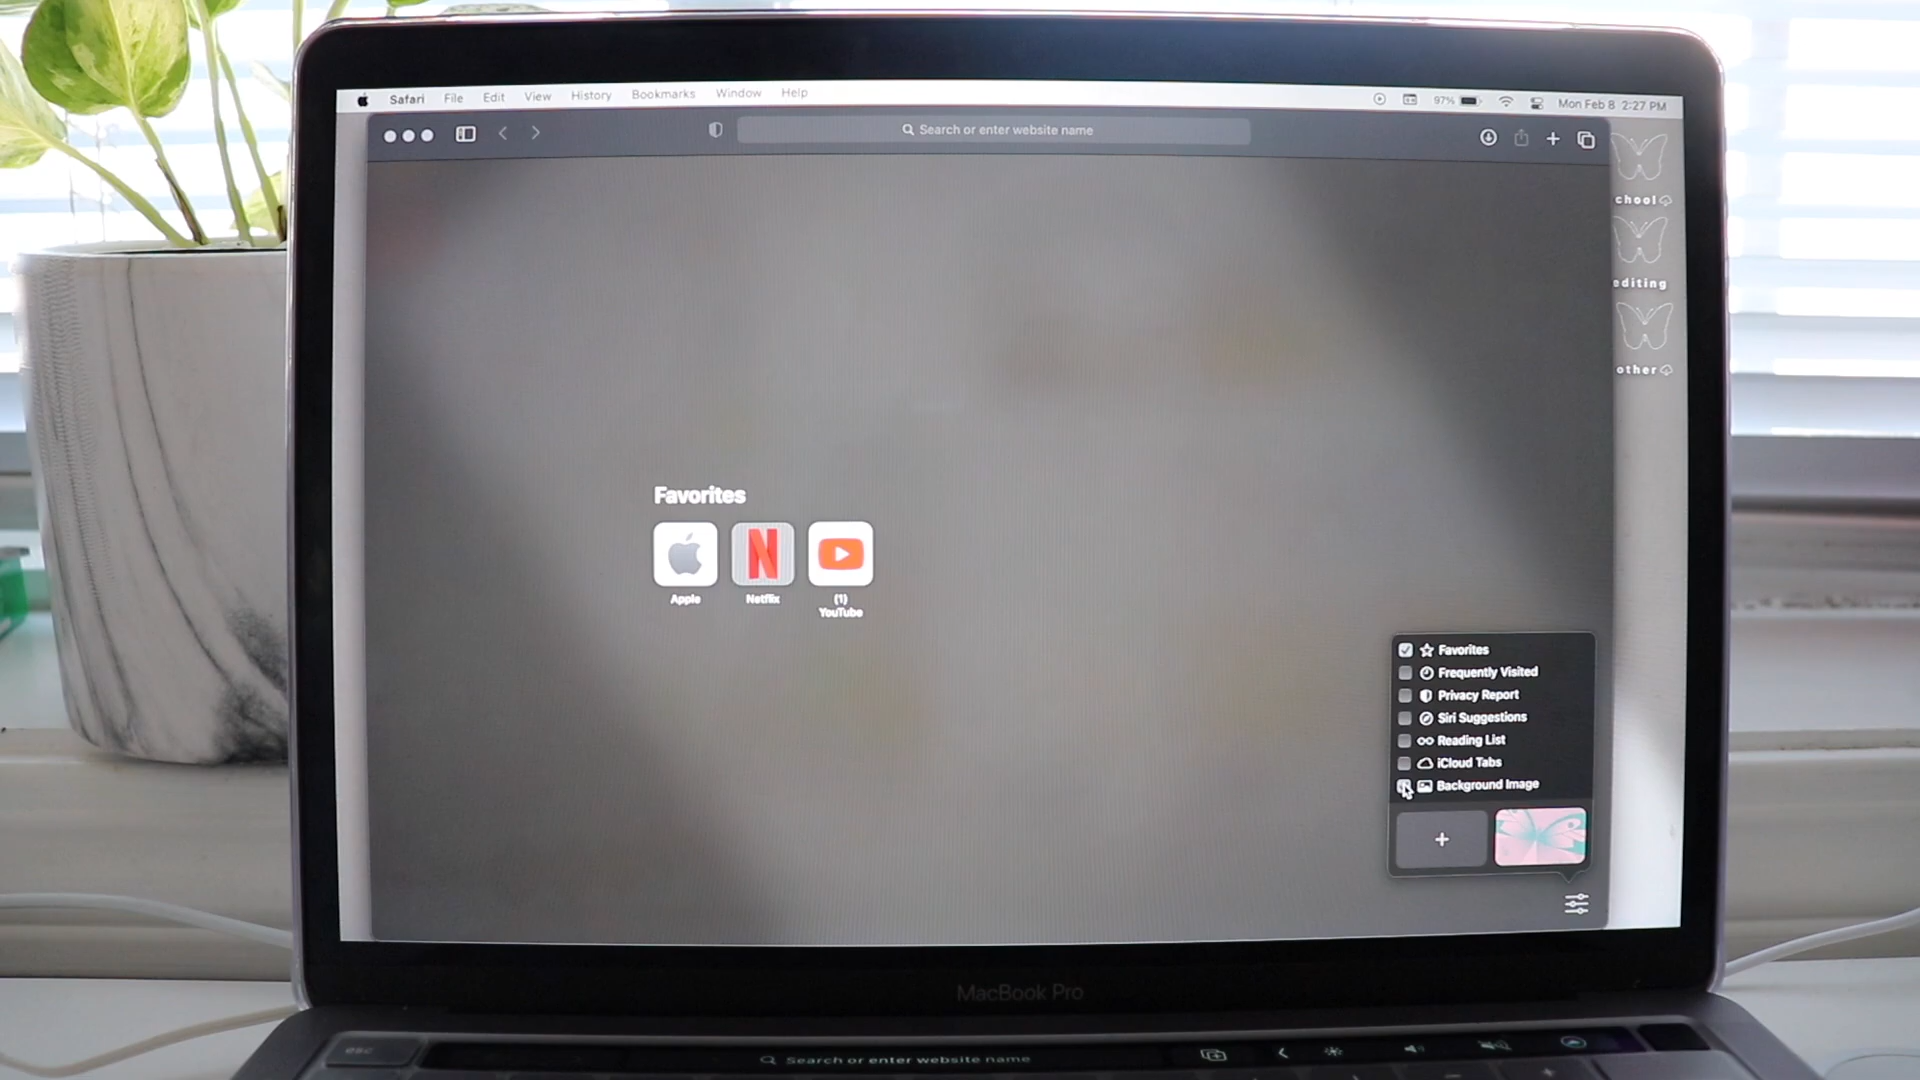 Safari File Edit View History Bookmarks Window Help 97% Mon Feb 8 2:27 PM
Search or enter website name
chool
editing
other
Favorites
N
Apple Netflix (1)
YouTube
Favorites
Frequently Visited
Privacy Report
Siri Suggestions
Reading List
iCloud Tabs
Background Image
MacBook Pro
esc Search or enter website name